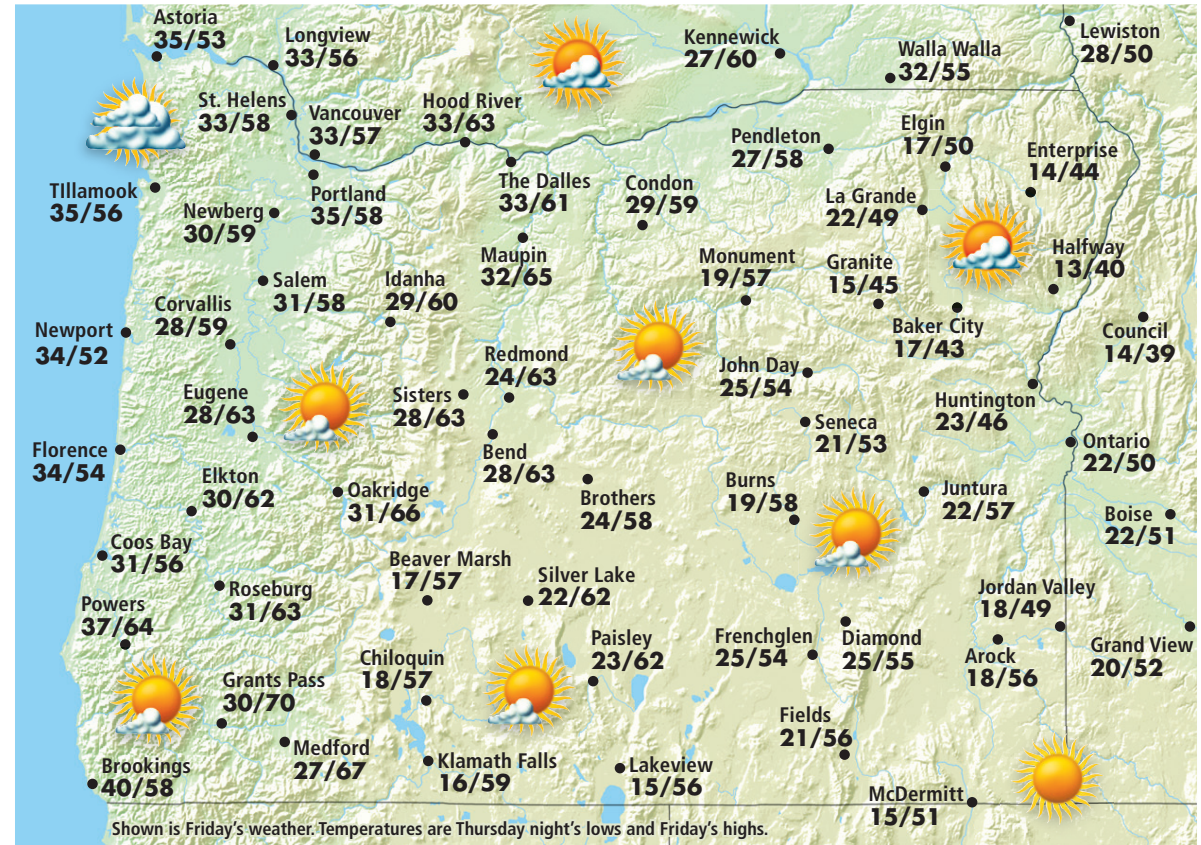 Astoria
35/53
Longview
33/56
Kennewick
27/60
Walla Walla
32/55
Lewiston
28/50
St. Helens
33/58
Vancouver
33/57
Hood River
33/63
Pendleton
27/58
Elgin
17/50
Enterprise
14/44
TIllamook
35/56
Portland
35/58
The Dalles
33/61
Condon
29/59
La Grande
22/49
Newberg
30/59
Maupin
32/65
Monument
19/57
Granite
15/45
Halfway
13/40
Salem
31/58
Idanha
29/60
Corvallis
28/59
Newport
34/52
Baker City
17/43
Council
14/39
Redmond
24/63
John Day
25/54
Eugene
28/63
Sisters
28/63
Huntington
23/46
Seneca
21/53
Florence
34/54
Bend
28/63
Ontario
22/50
Elkton
30/62
Oakridge
31/66
Brothers
24/58
Burns
19/58
Juntura
22/57
Boise
22/51
Coos Bay
31/56
Beaver Marsh
17/57
Silver Lake
22/62
Roseburg
31/63
Jordan Valley
18/49
Powers
37/64
Paisley
23/62
Frenchglen
25/54
Diamond
25/55
Arock
18/56
Grand View
20/52
Chiloquin
18/57
Grants Pass
30/70
Fields
21/56
Medford
27/67
Klamath Falls
16/59
Lakeview
15/56
Brookings
40/58
McDermitt
15/51
Shown is Friday's weather. Temperatures are Thursday night's lows and Friday's highs.